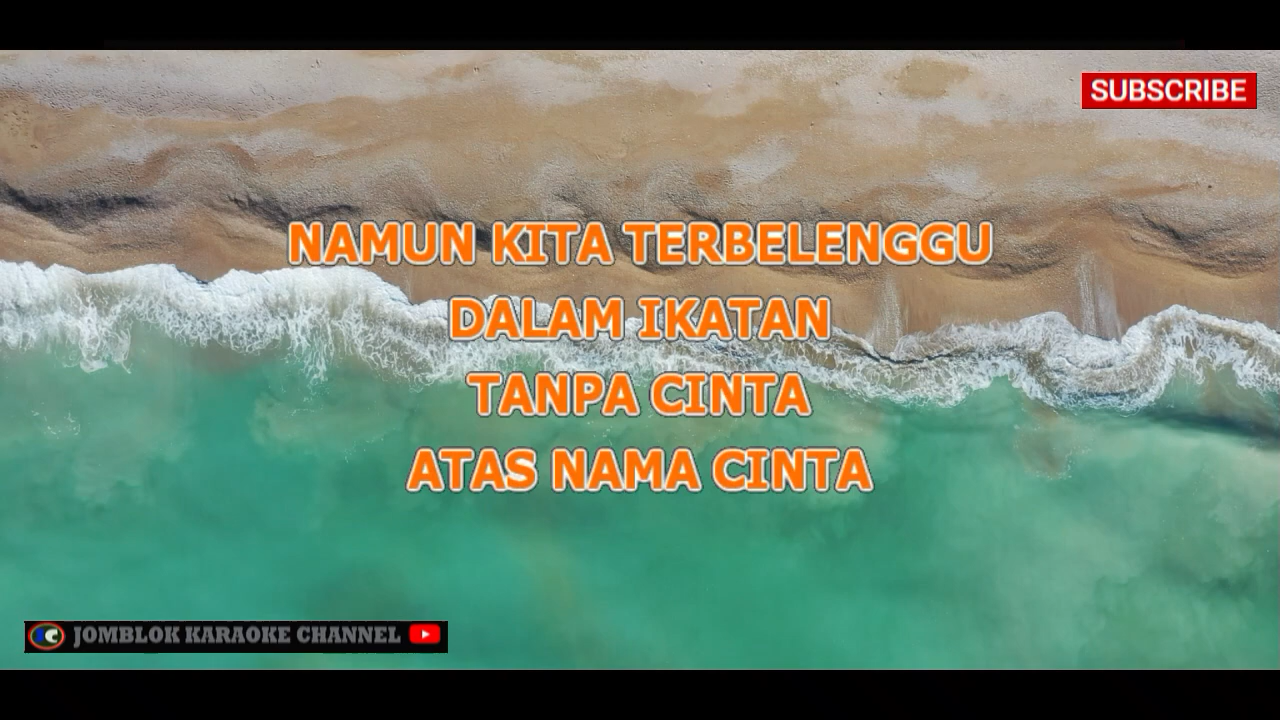 SUBSCRIBE
NAMUN KITA TERBELENGGU
DALAM IKATAN
TANPA CINTA
ATAS NAMA CINTA
JOMBLOK KARAOKE CHANNEL